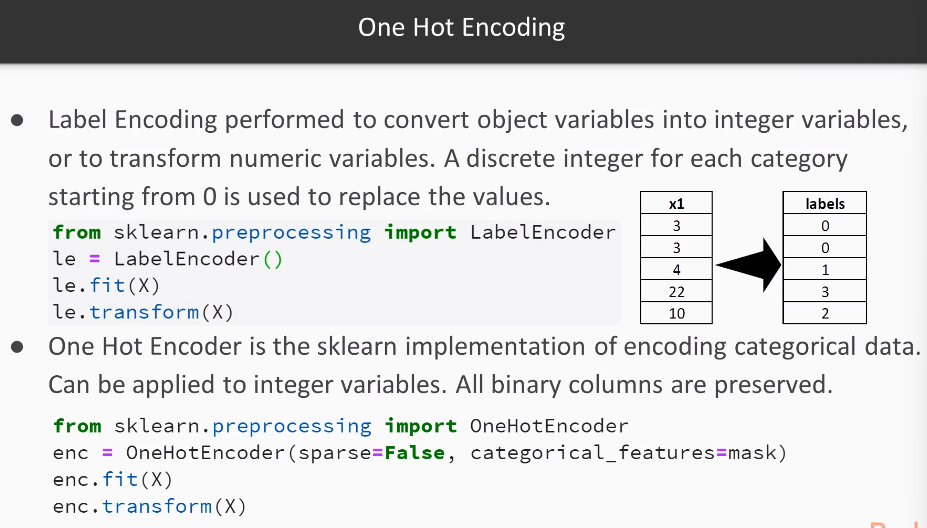 One Hot Encoding
● Label Encoding performed to convert object variables into integer variables,
or to transform numeric variables. A discrete integer for each category
starting from 0 is used to replace the values.
from sklearn.preprocessing import LabelEncoder
le = LabelEncoder()
le.fit(X)
le.transform(X)
x1 labels
3 0
3 0
4 1
22 3
10 2
● One Hot Encoder is the sklearn implementation of encoding categorical data.
Can be applied to integer variables. All binary columns are preserved.
from sklearn.preprocessing import OneHotEncoder
enc = OneHotEncoder(sparse=False, categorical_features=mask)
enc.fit(X)
enc.transform(X)